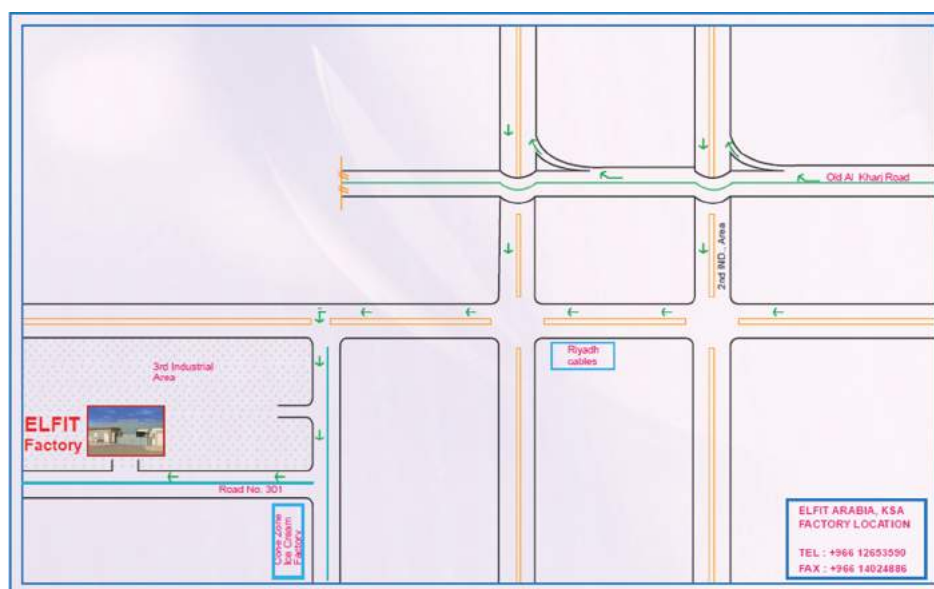 Old Al Kharj Road
2nd IND., Area
Riyadh
cables
3rd Industrial
Area
ELFIT
Factory
Road No. 301
Cone Zone
Ice Cream
Factory
ELFIT ARABIA, KSA
FACTORY LOCATION
TEL : +966 12653590
FAX : +966 14024886